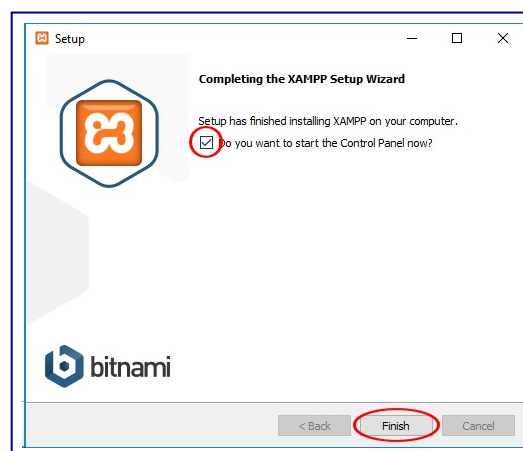 Setup
Completing the XAMPP Setup Wizard
Setup has finished installing XAMPP on your computer.
Do you want to start the Control Panel now?
bitnami
< Back
Finish
Cancel